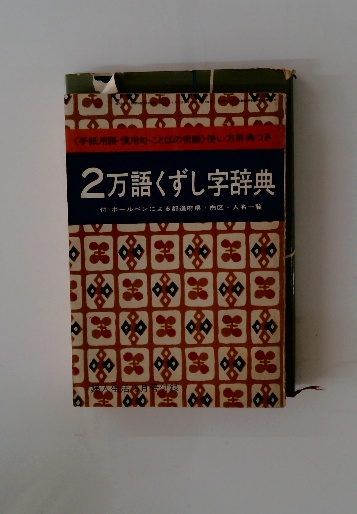 〈手紙用語・慣用句・ことばの常識〉使い方辞典つき
2万語くずし字辞典
付・ボールペンによる都道府県・市区・人名一覧